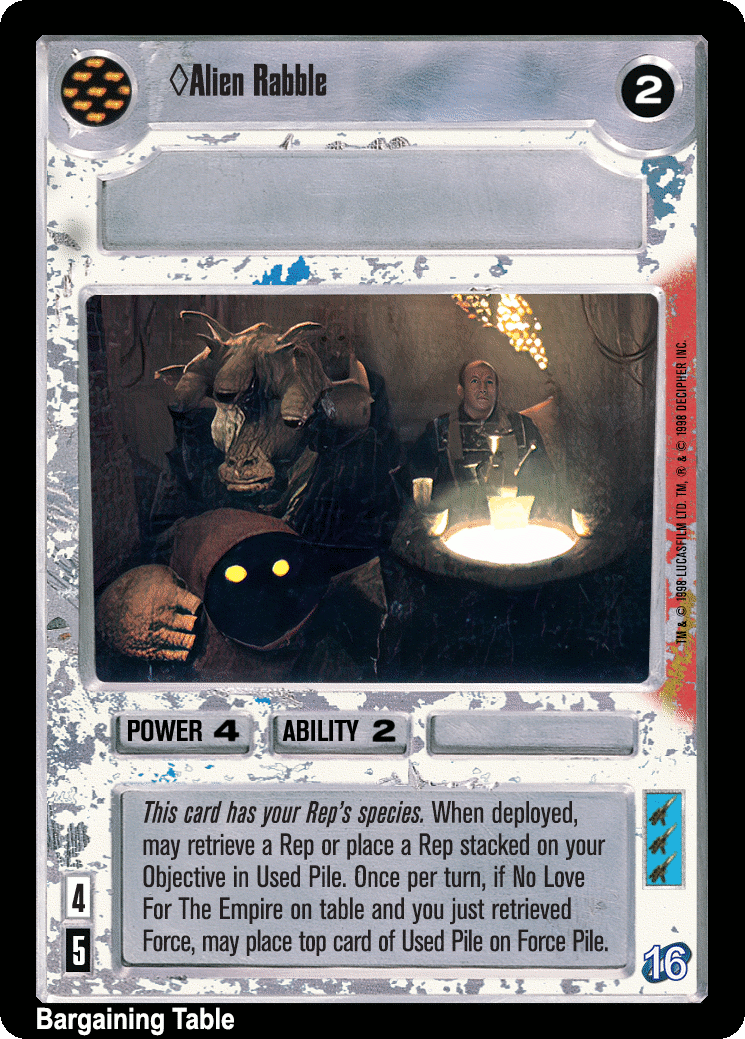 ◊Alien Rabble
2
TM & © 1998 LUCASFILM LTD. TM, ® & © 1998 DECIPHER INC.
POWER 4
ABILITY 2
This card has your Rep's species. When deployed,
may retrieve a Rep or place a Rep stacked on your
Objective in Used Pile. Once per turn, if No Love
For The Empire on table and you just retrieved
Force, may place top card of Used Pile on Force Pile.
4
5
16
Bargaining Table